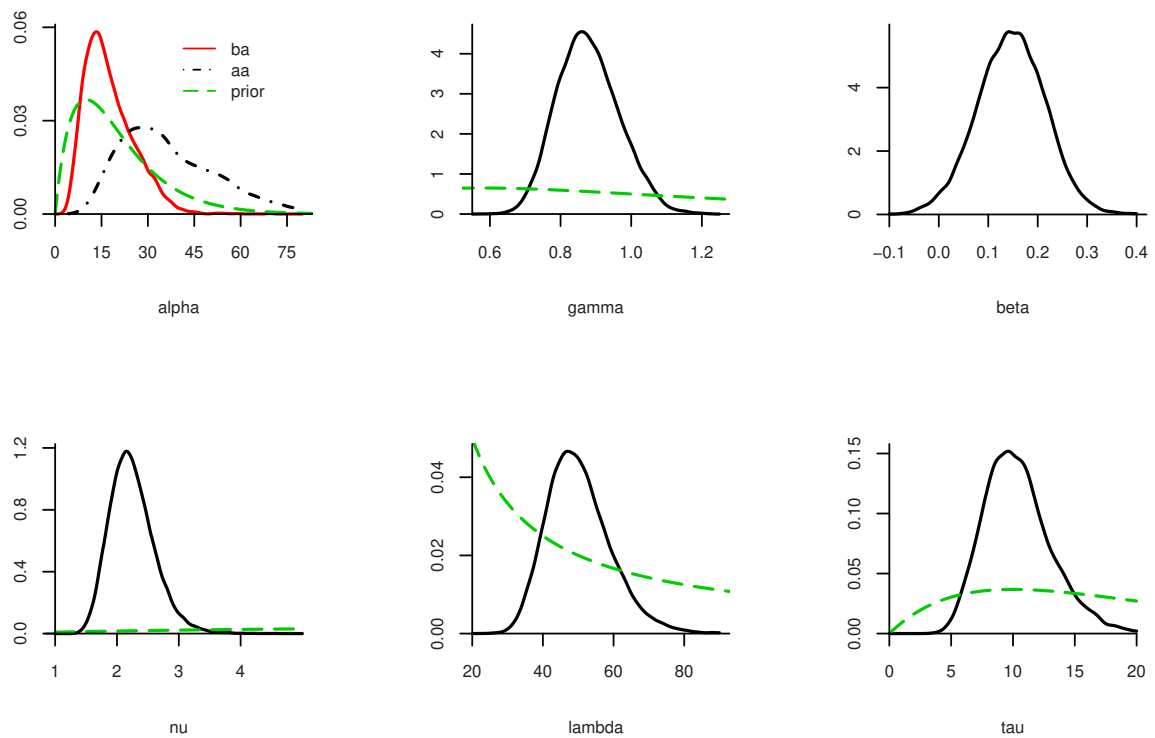 0.00 0.03 0.06
ba
aa
prior
0 15 30 45 60 75
alpha
0 1 2 3 4
0.6 0.8 1.0 1.2
gamma
0 2 4
−0.1 0.0 0.1 0.2 0.3 0.4
beta
0.0 0.4 0.8 1.2
1 2 3 4
nu
0.00 0.02 0.04
20 40 60 80
lambda
0.00 0.05 0.10 0.15
0 5 10 15 20
tau